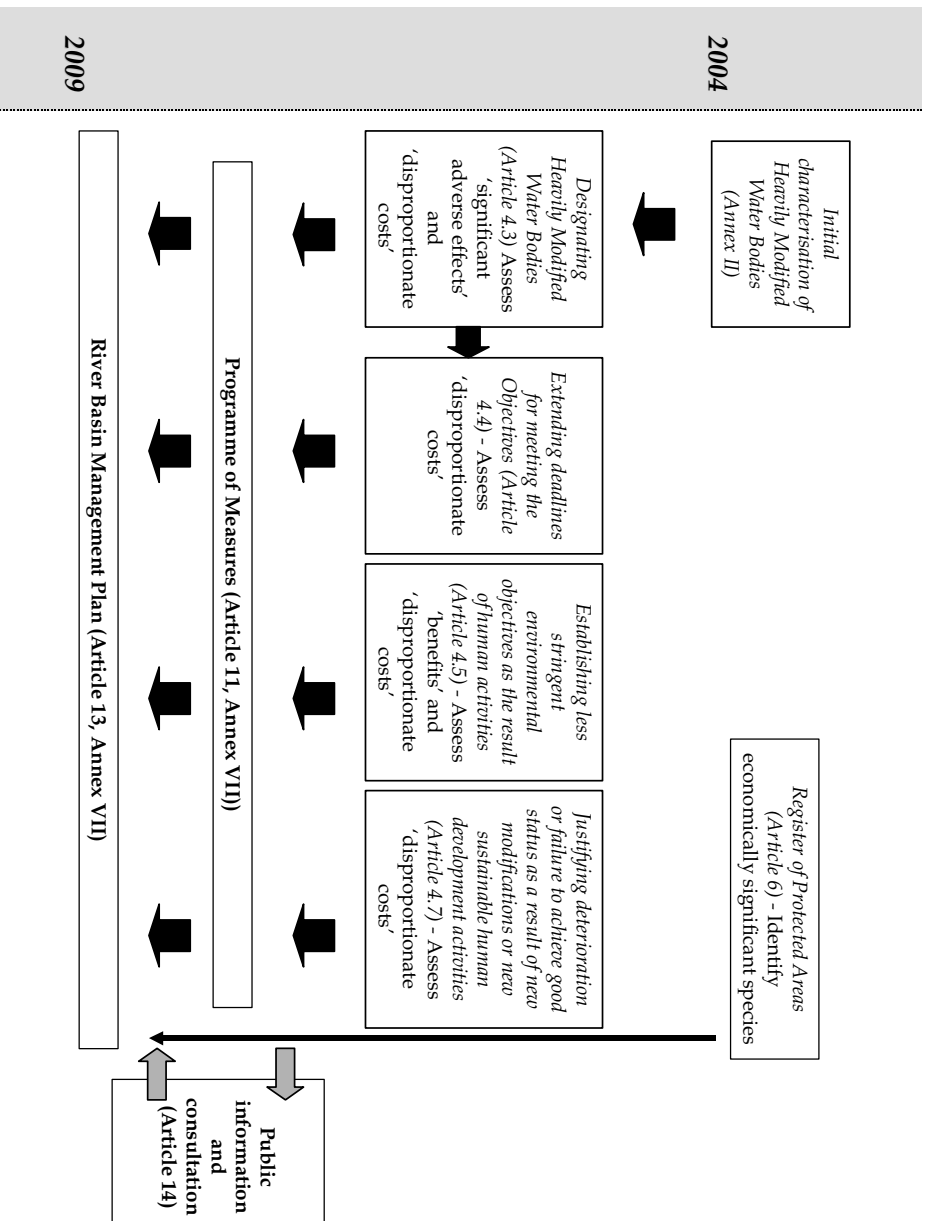 2004
Initial
characterisation of
Heavily Modified
Water Bodies
(Annex II)
Register of Protected Areas
(Article 6) - Identify
economically significant species
Designating
Heavily Modified
Water Bodies
(Article 4.3) Assess
‘significant
adverse effects’
and
‘disproportionate
costs’
Extending deadlines
for meeting the
Objectives (Article
4.4) - Assess
‘disproportionate
costs’
Establishing less
stringent
environmental
objectives as the result
of human activities
(Article 4.5) - Assess
‘benefits’ and
‘disproportionate
costs’
Justifying deterioration
or failure to achieve good
status as a result of new
modifications or new
sustainable human
development activities
(Article 4.7) - Assess
‘disproportionate
costs’
Programme of Measures (Article 11, Annex VII))
Public
information
and
consultation
(Article 14)
2009
River Basin Management Plan (Article 13, Annex VII)